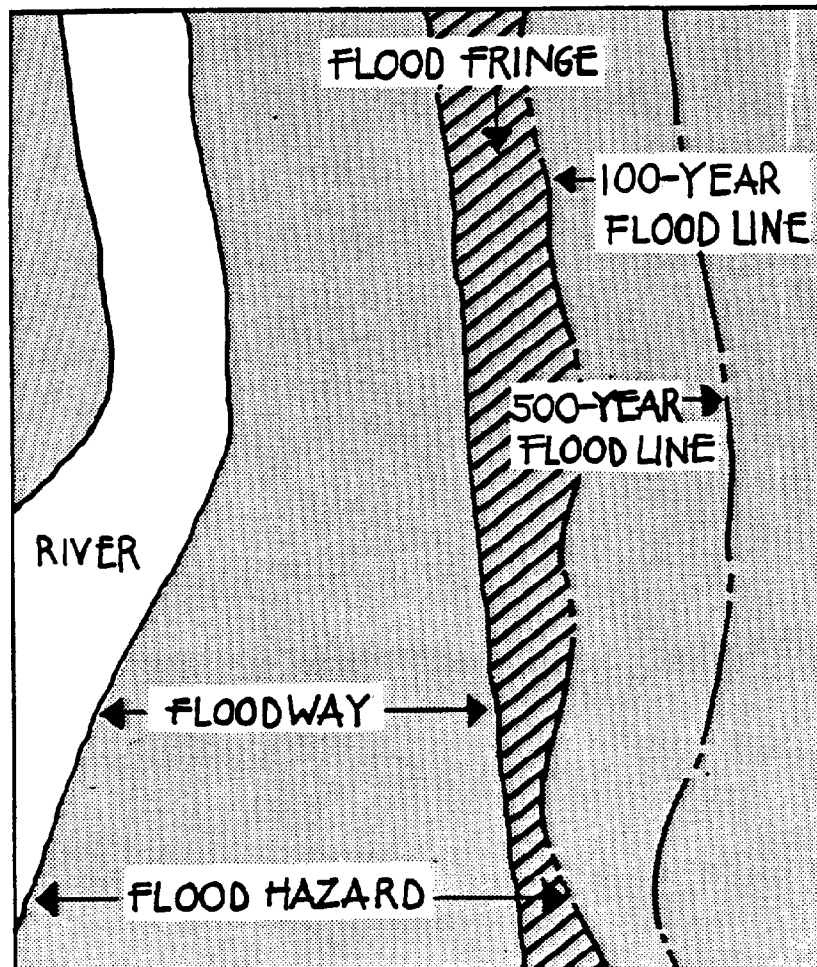 FLOOD FRINGE
100-YEAR
FLOOD LINE
500-YEAR
FLOOD LINE
RIVER
FLOODWAY
FLOOD HAZARD